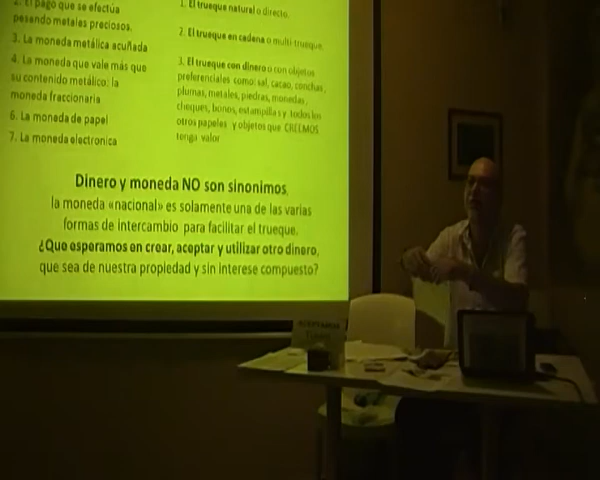 2. El pago que se efectúa
pesando metales preciosos.
3. La moneda metálica acuñada
4. La moneda que vale más que
su contenido metálico: la
moneda fraccionaria
6. La moneda de papel
7. La moneda electronica
1. El trueque natural o directo.
2. El trueque en cadena o multi trueque
3. El trueque con dinero o con objetos
preferenciales como: sal, cacao, conchas,
plumas, metales, piedras, monedas,
cheques, bonos, estampillas y todos los
otros papeles y objetos que CREEMOS
tenga valor
Dinero y moneda NO son sinonimos,
la moneda «nacional» es solamente una de las varias
formas de intercambio para facilitar el trueque.
¿Que esperamos en crear, aceptar y utilizar otro dinero,
que sea de nuestra propiedad y sin interese compuesto?